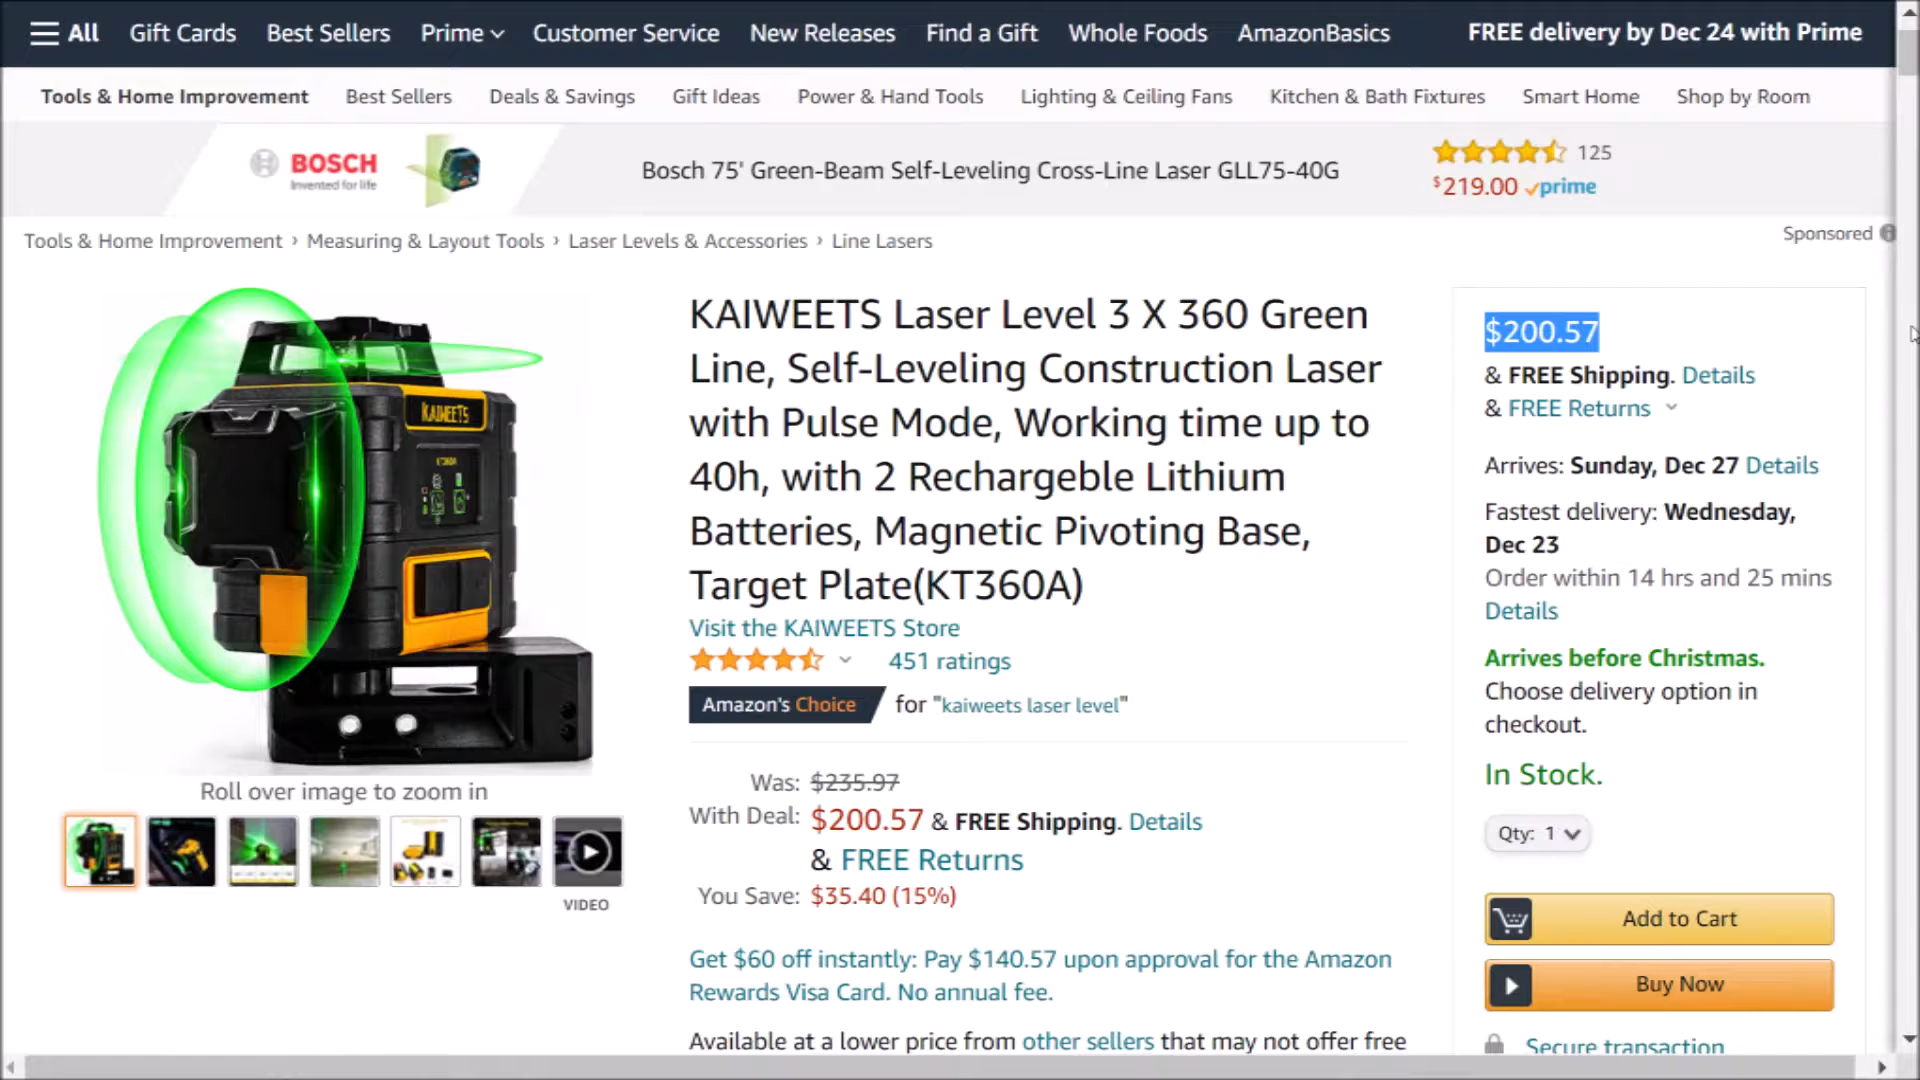 All Gift Cards Best Sellers Prime Customer Service New Releases Find a Gift Whole Foods AmazonBasics FREE delivery by Dec 24 with Prime
Tools & Home Improvement Best Sellers Deals & Savings Gift Ideas Power & Hand Tools Lighting & Ceiling Fans Kitchen & Bath Fixtures Smart Home Shop by Room
BOSCH
Invented for life
Bosch 75' Green-Beam Self-Leveling Cross-Line Laser GLL75-40G
125
$219.00 prime
Sponsored
Tools & Home Improvement › Measuring & Layout Tools › Laser Levels & Accessories › Line Lasers
KAIWEETS
Roll over image to zoom in
VIDEO
KAIWEETS Laser Level 3 X 360 Green
Line, Self-Leveling Construction Laser
with Pulse Mode, Working time up to
40h, with 2 Rechargeble Lithium
Batteries, Magnetic Pivoting Base,
Target Plate(KT360A)
Visit the KAIWEETS Store
451 ratings
Amazon's Choice for "kaiweets laser level"
Was: $235.97
With Deal: $200.57 & FREE Shipping. Details
& FREE Returns
You Save: $35.40 (15%)
Get $60 off instantly: Pay $140.57 upon approval for the Amazon
Rewards Visa Card. No annual fee.
Available at a lower price from other sellers that may not offer free
$200.57
& FREE Shipping. Details
& FREE Returns
Arrives: Sunday, Dec 27 Details
Fastest delivery: Wednesday,
Dec 23
Order within 14 hrs and 25 mins
Details
Arrives before Christmas.
Choose delivery option in
checkout.
In Stock.
Qty: 1
Add to Cart
Buy Now
Secure transaction